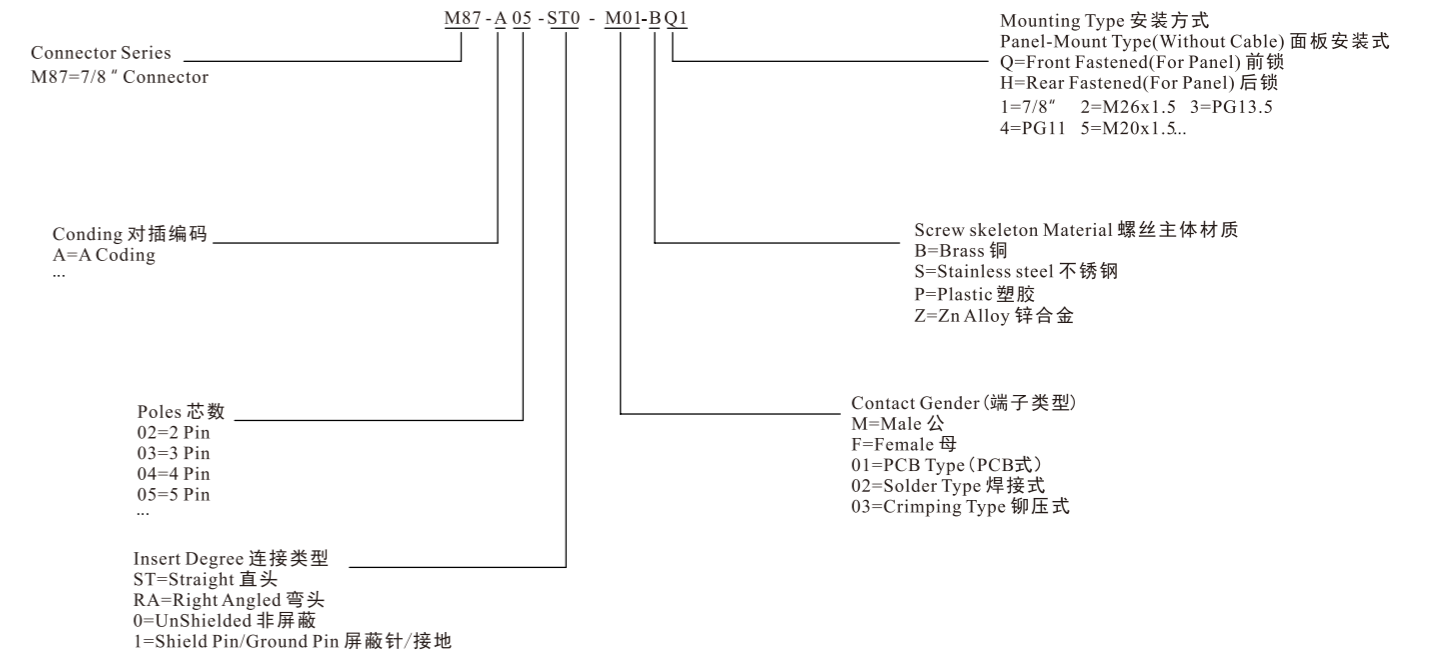 M87-A05-ST0-M01-BQ1
Connector Series
M87=7/8" Connector
Mounting Type 安装方式
Panel-Mount Type(Without Cable) 面板安装式
Q=Front Fastened(For Panel) 前锁
H=Rear Fastened(For Panel) 后锁
1=7/8" 2=M26x1.5 3=PG13.5
4=PG11 5=M20x1.5...
Conding 对插编码
A=A Coding
...
Screw skeleton Material 螺丝主体材质
B=Brass 铜
S=Stainless steel 不锈钢
P=Plastic 塑胶
Z=Zn Alloy 锌合金
Poles 芯数
02=2 Pin
03=3 Pin
04=4 Pin
05=5 Pin
...
Contact Gender (端子类型)
M=Male 公
F=Female 母
01=PCB Type (PCB式)
02=Solder Type 焊接式
03=Crimping Type 铆压式
Insert Degree 连接类型
ST=Straight 直头
RA=Right Angled 弯头
0=UnShielded 非屏蔽
1=Shield Pin/Ground Pin 屏蔽针/接地